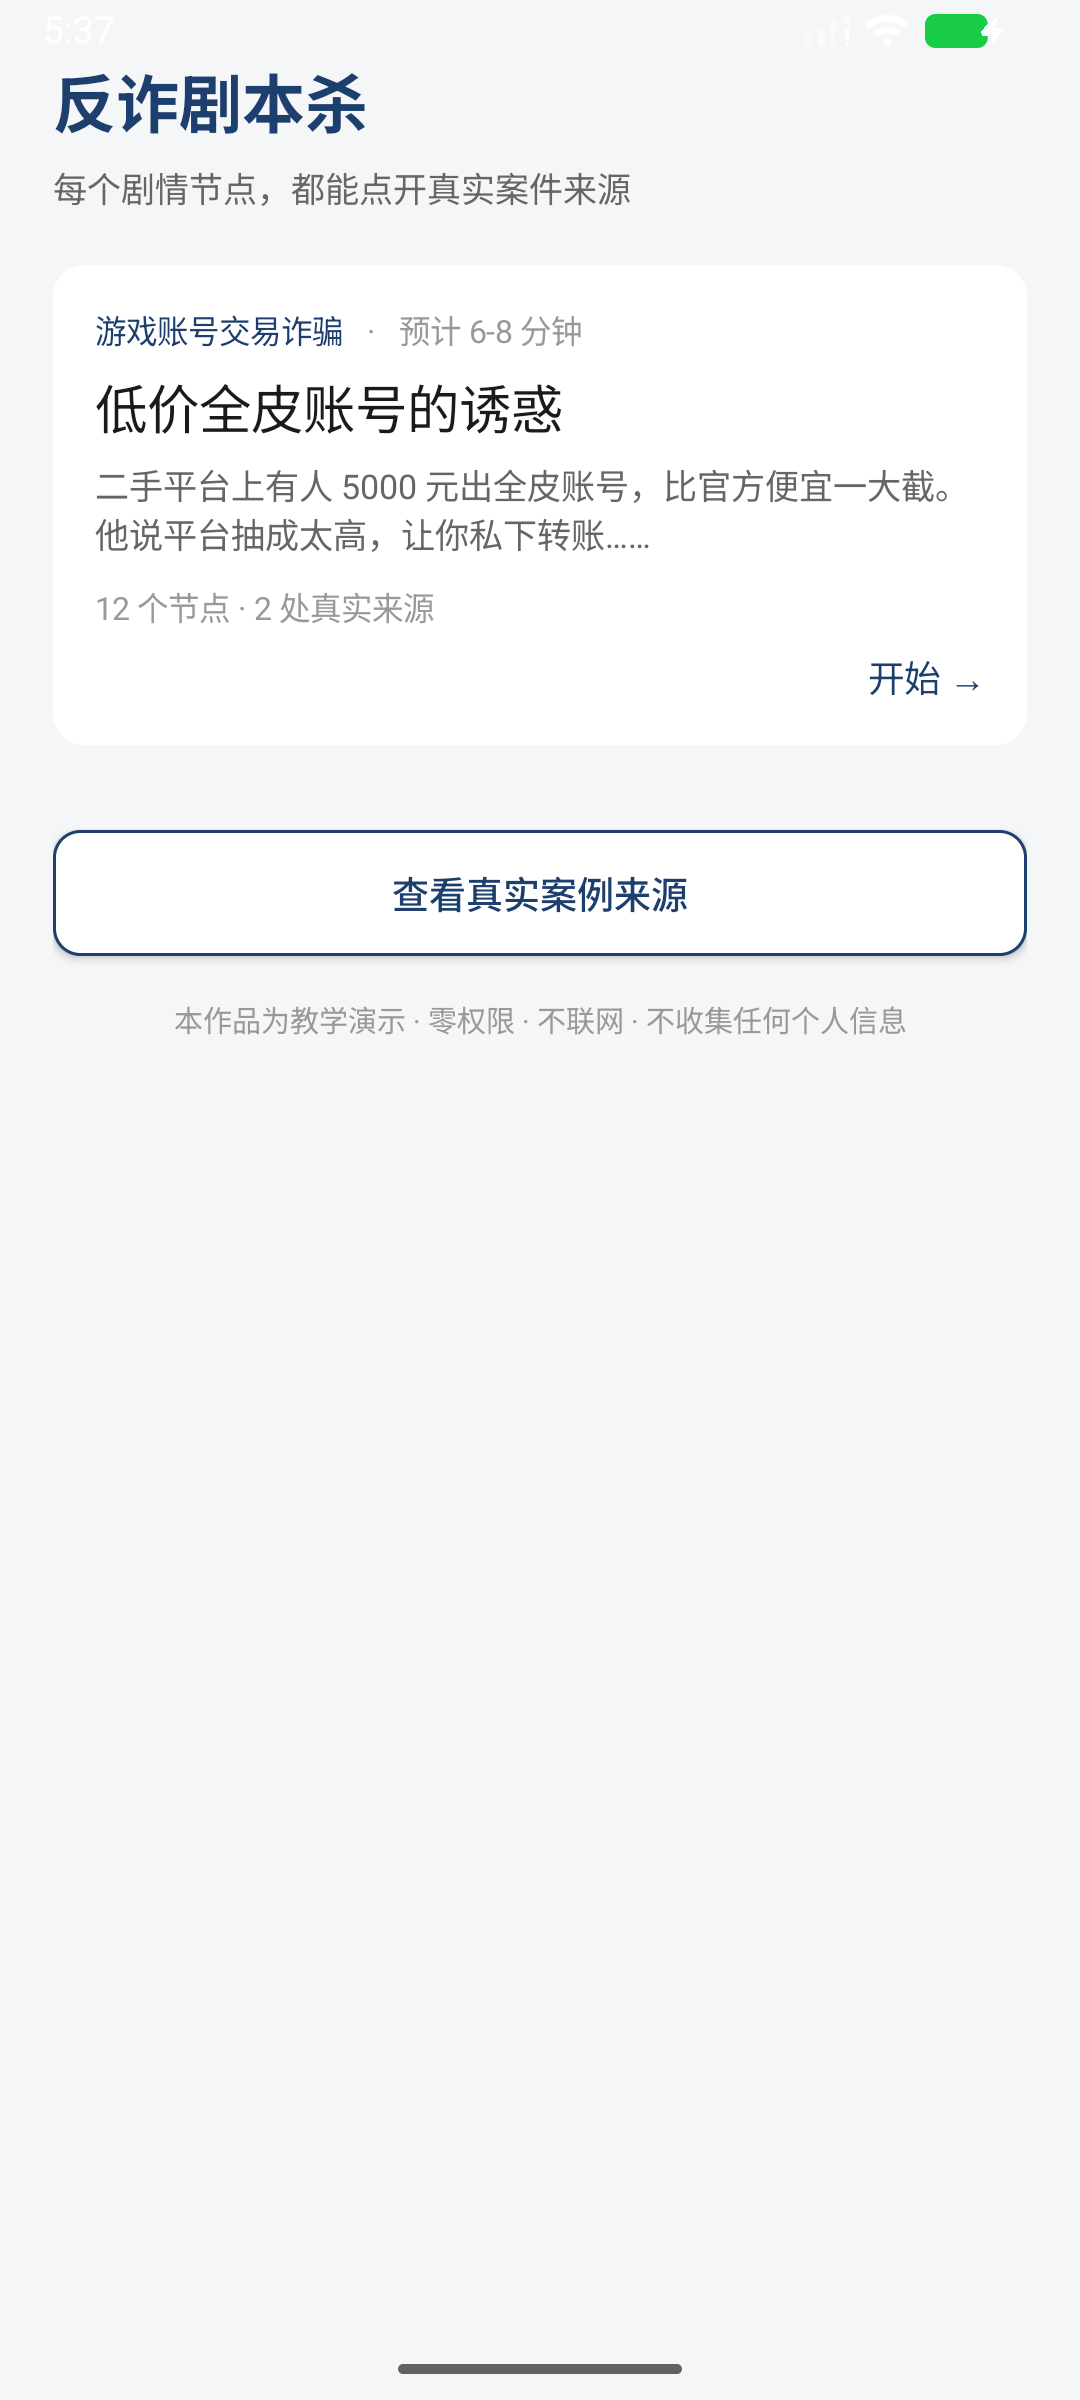 5:37
反诈剧本杀
每个剧情节点，都能点开真实案件来源
游戏账号交易诈骗 · 预计 6-8 分钟
低价全皮账号的诱惑
二手平台上有人 5000 元出全皮账号，比官方便宜一大截。
他说平台抽成太高，让你私下转账……
12 个节点 · 2 处真实来源
开始 →
查看真实案例来源
本作品为教学演示 · 零权限 · 不联网 · 不收集任何个人信息